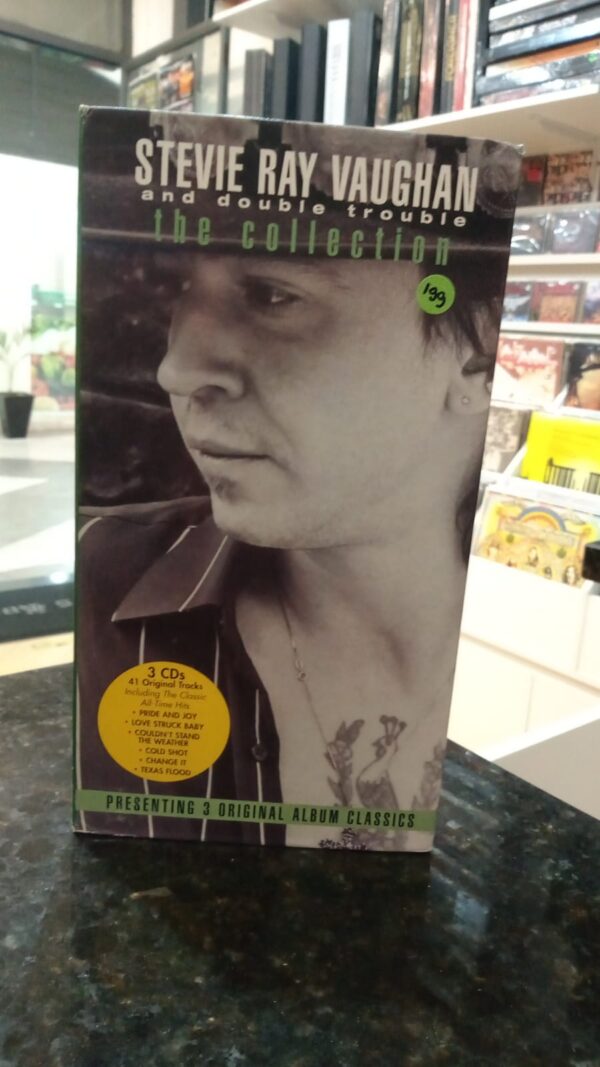 STEVIE RAY VAUGHAN
and double trouble
the collection
199
3 CDs
41 Original Tracks
Including The Classic
All-Time Hits
• PRIDE AND JOY
• LOVE STRUCK BABY
• COULDN'T STAND
THE WEATHER
• COLD SHOT
• CHANGE IT
• TEXAS FLOOD
PRESENTING 3 ORIGINAL ALBUM CLASSICS